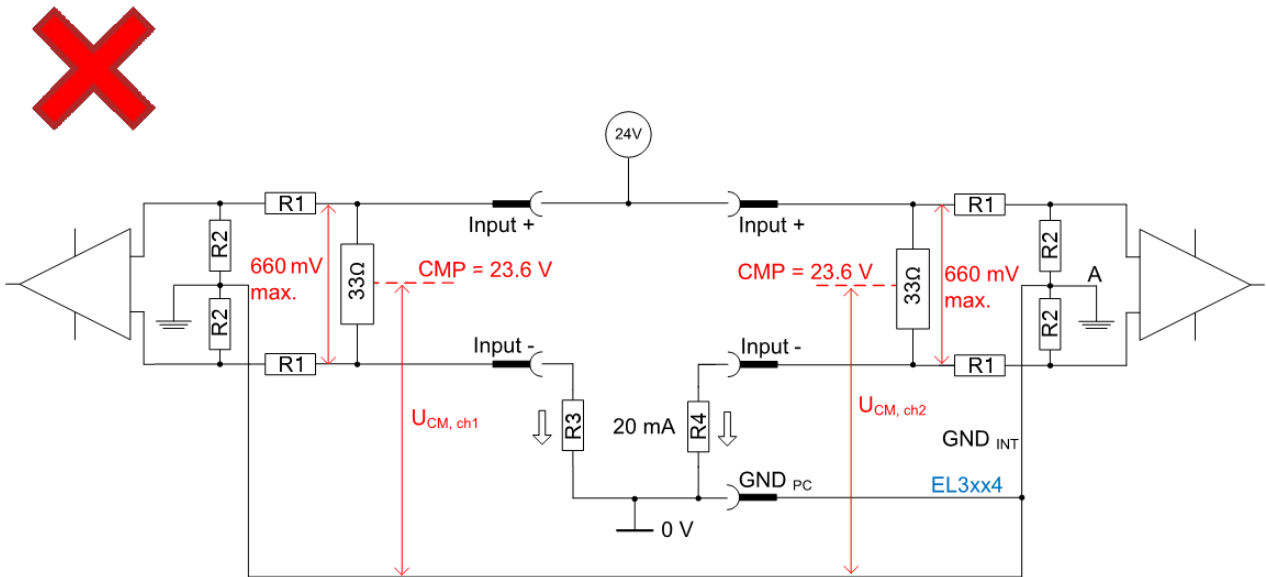 24V
R1
Input +
Input +
R1
R2
R2
660 mV
max.
33Ω
CMP = 23.6 V
CMP = 23.6 V
33Ω
660 mV
max.
A
R2
R2
R1
Input -
Input -
R1
U CM, ch1
R3
20 mA
R4
U CM, ch2
GND INT
GND PC
EL3xx4
0 V